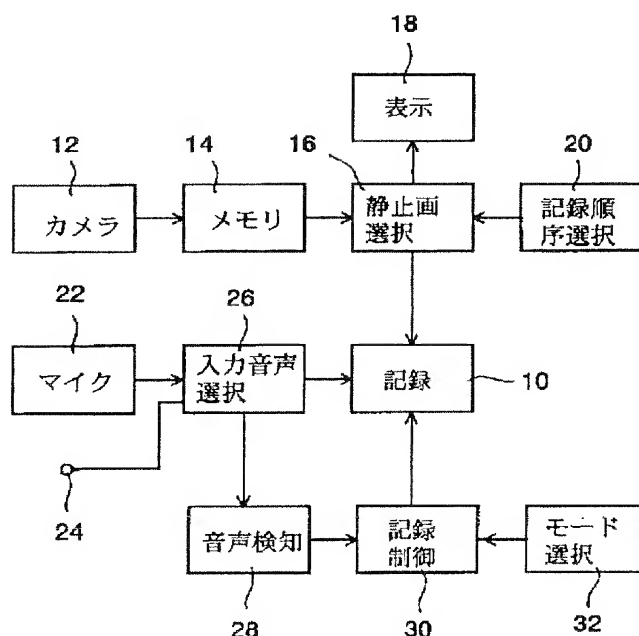 18
表示
12
14
16
20
カメラ
メモリ
静止画
選択
記録順
序選択
22
26
マイク
入力音声
選択
記録
10
24
音声検知
記録
制御
モード
選択
28
30
32